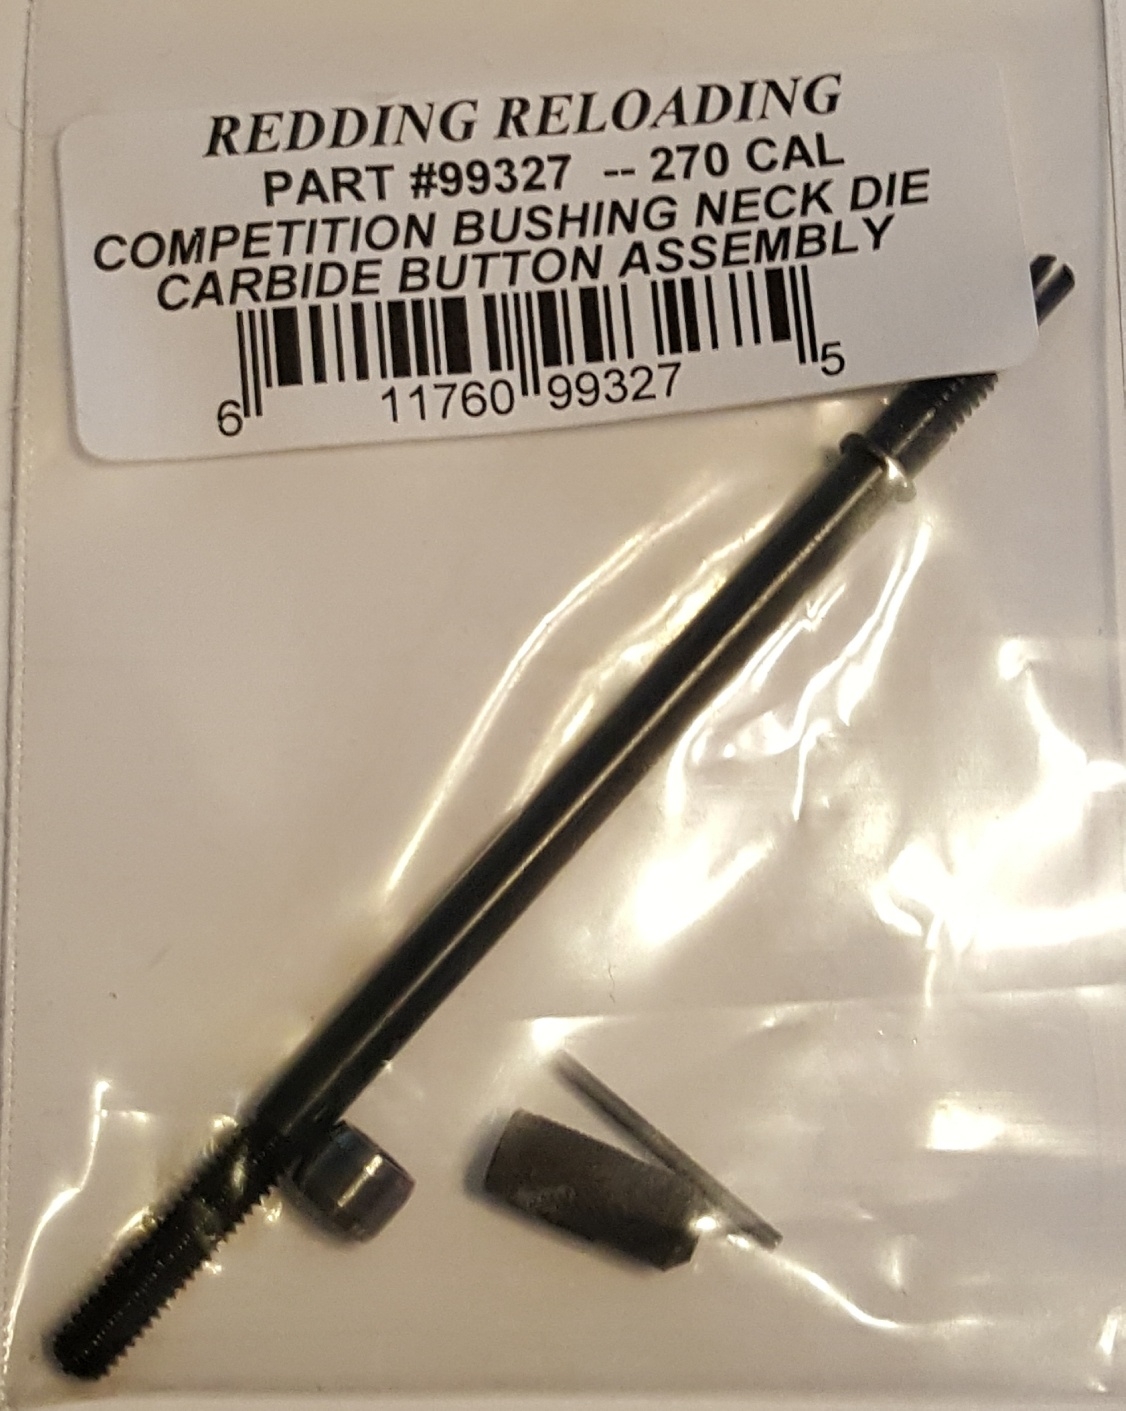 REDDING RELOADING
PART #99327 -- 270 CAL
COMPETITION BUSHING NECK DIE
CARBIDE BUTTON ASSEMBLY
6 11760 99327 5